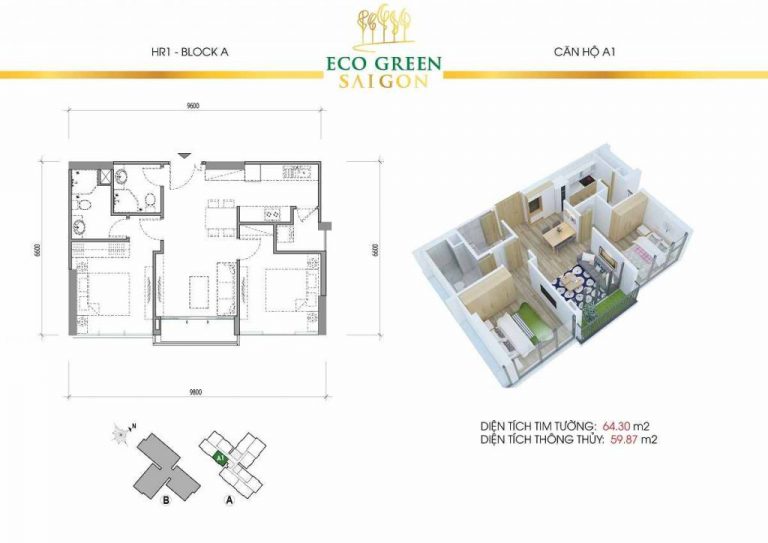 HR1 - BLOCK A
ECO GREEN
SAIGON
CĂN HỘ A1
9600
6600
6600
9800
DIỆN TÍCH TIM TƯỜNG: 64.30 m2
DIỆN TÍCH THÔNG THỦY: 59.87 m2
N
A1
B
A